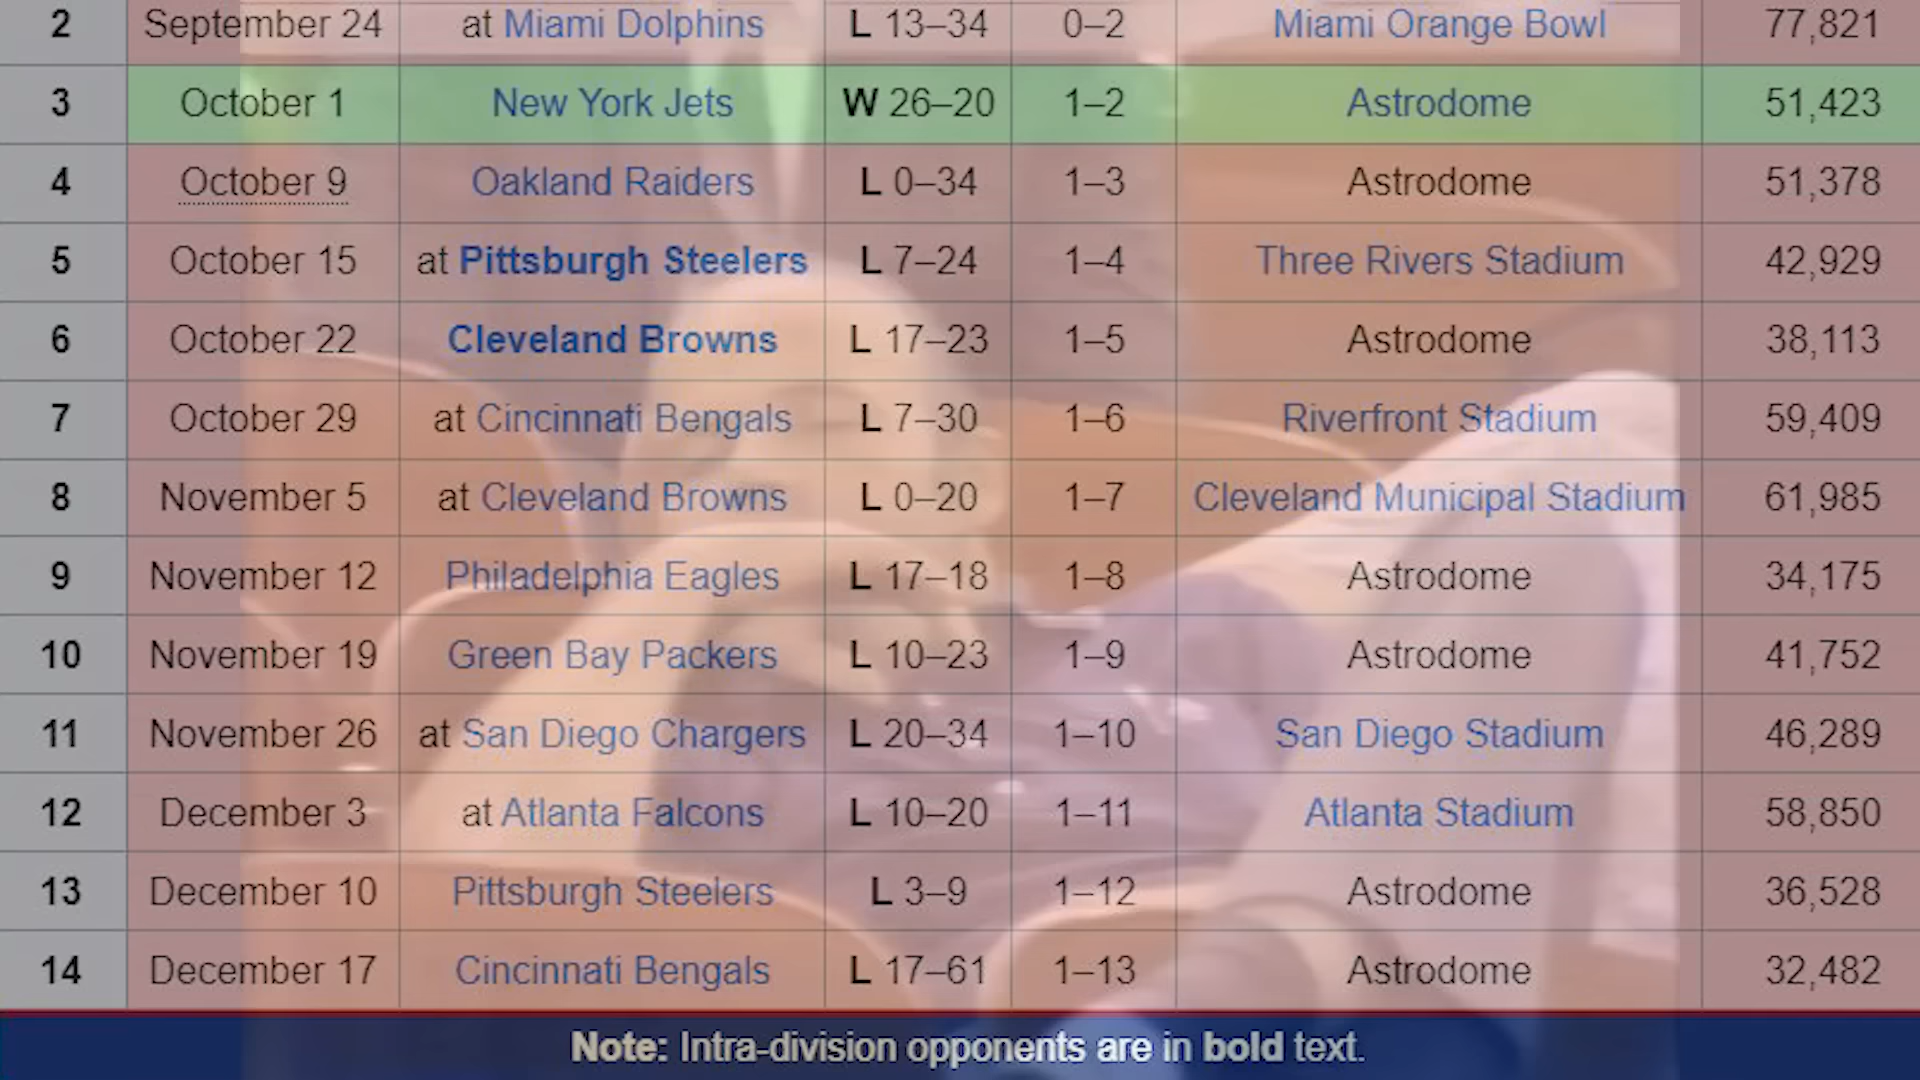 2 September 24 at Miami Dolphins L 13–34 0–2 Miami Orange Bowl 77,821
3 October 1 New York Jets W 26–20 1–2 Astrodome 51,423
4 October 9 Oakland Raiders L 0–34 1–3 Astrodome 51,378
5 October 15 at Pittsburgh Steelers L 7–24 1–4 Three Rivers Stadium 42,929
6 October 22 Cleveland Browns L 17–23 1–5 Astrodome 38,113
7 October 29 at Cincinnati Bengals L 7–30 1–6 Riverfront Stadium 59,409
8 November 5 at Cleveland Browns L 0–20 1–7 Cleveland Municipal Stadium 61,985
9 November 12 Philadelphia Eagles L 17–18 1–8 Astrodome 34,175
10 November 19 Green Bay Packers L 10–23 1–9 Astrodome 41,752
11 November 26 at San Diego Chargers L 20–34 1–10 San Diego Stadium 46,289
12 December 3 at Atlanta Falcons L 10–20 1–11 Atlanta Stadium 58,850
13 December 10 Pittsburgh Steelers L 3–9 1–12 Astrodome 36,528
14 December 17 Cincinnati Bengals L 17–61 1–13 Astrodome 32,482
Note: Intra-division opponents are in bold text.